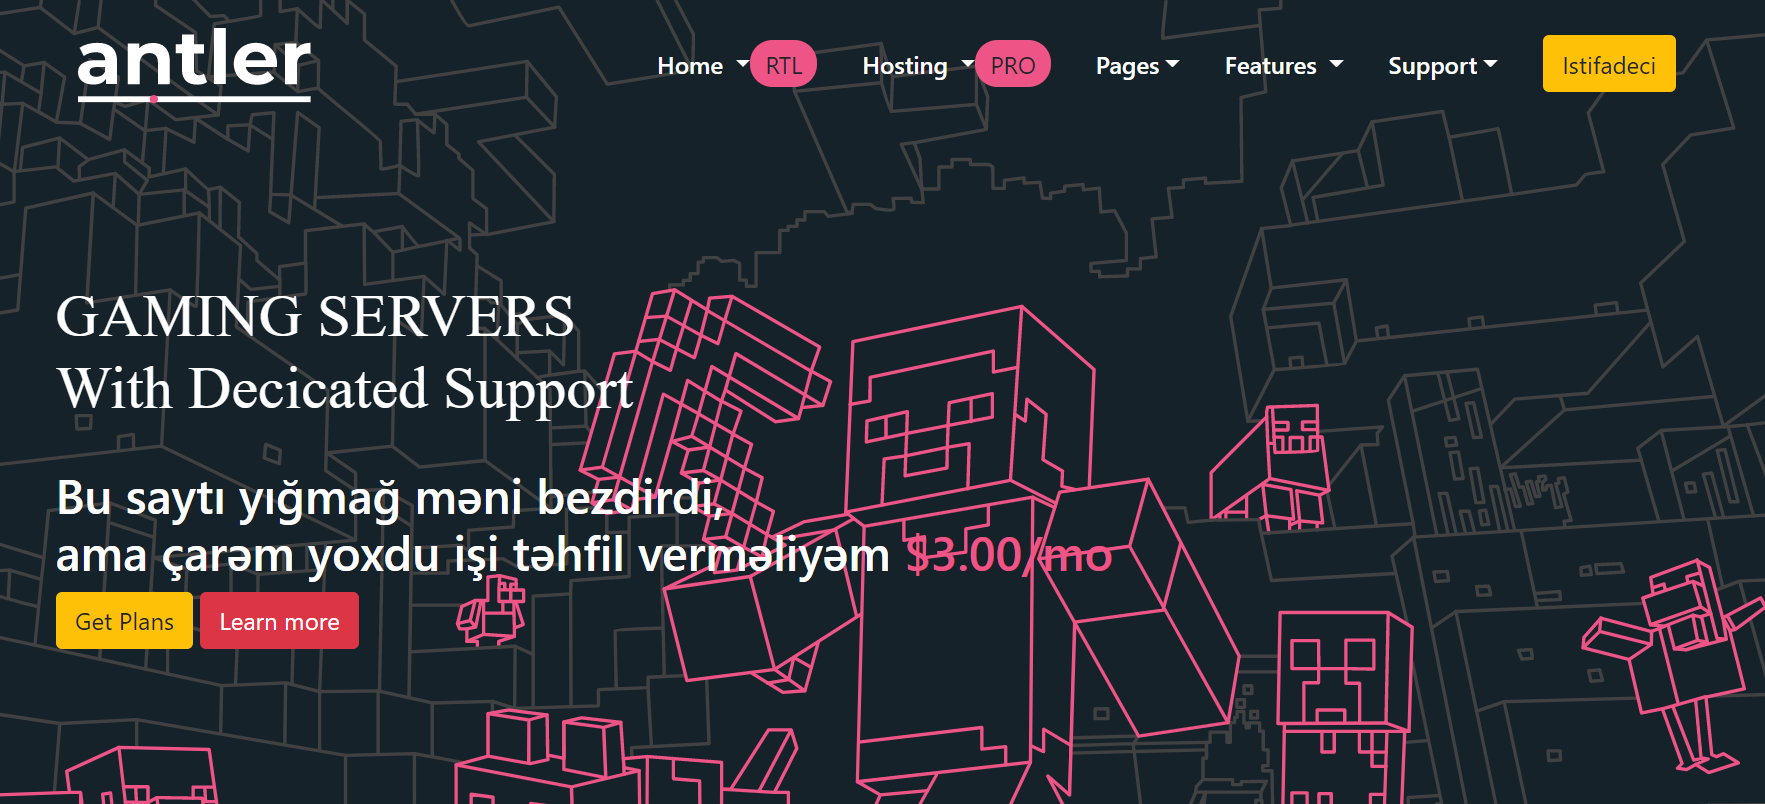 antler
Home RTL Hosting PRO Pages Features Support Istifadeci
GAMING SERVERS
With Decicated Support
Bu saytı yığmağ məni bezdirdi,
ama çarəm yoxdu işi təhfil verməliyəm $3.00/mo
Get Plans Learn more